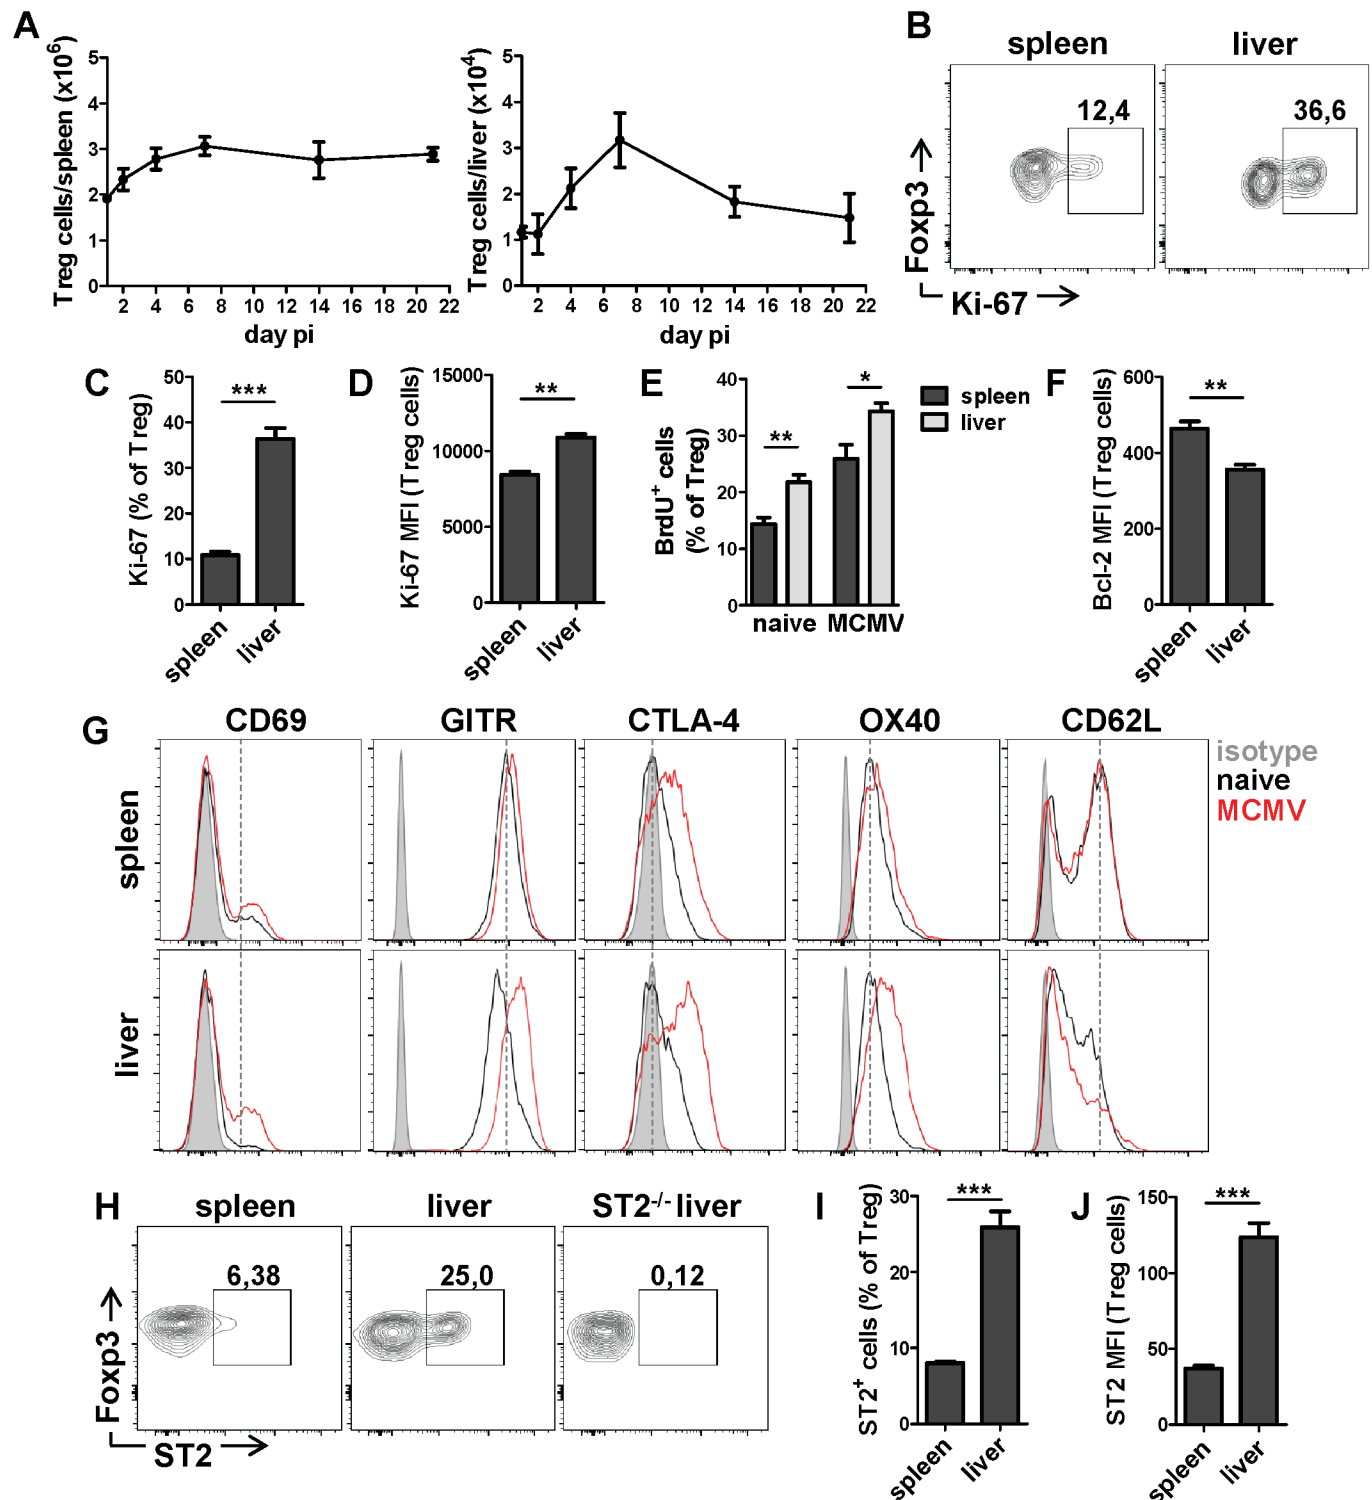 A
Treg cells/spleen (x10⁶)
5
4
3
2
1
0
2 4 6 8 10 12 14 16 18 20 22
day pi
Treg cells/liver (x10⁴)
5
4
3
2
1
0
2 4 6 8 10 12 14 16 18 20 22
day pi
B
spleen liver
12,4 36,6
Foxp3
Ki-67
C
Ki-67 (% of Treg)
50
40
30
20
10
0
***
spleen
liver
D
Ki-67 MFI (Treg cells)
15000
10000
5000
0
**
spleen
liver
E
BrdU⁺ cells
(% of Treg)
40
30
20
10
0
**
*
naive MCMV
spleen
liver
F
Bcl-2 MFI (Treg cells)
600
400
200
0
**
spleen
liver
G
CD69 GITR CTLA-4 OX40 CD62L
isotype
naive
MCMV
spleen
liver
H
spleen liver ST2⁻/⁻ liver
6,38 25,0 0,12
Foxp3
ST2
I
ST2⁺ cells (% of Treg)
30
20
10
0
***
spleen
liver
J
ST2 MFI (Treg cells)
150
100
50
0
***
spleen
liver